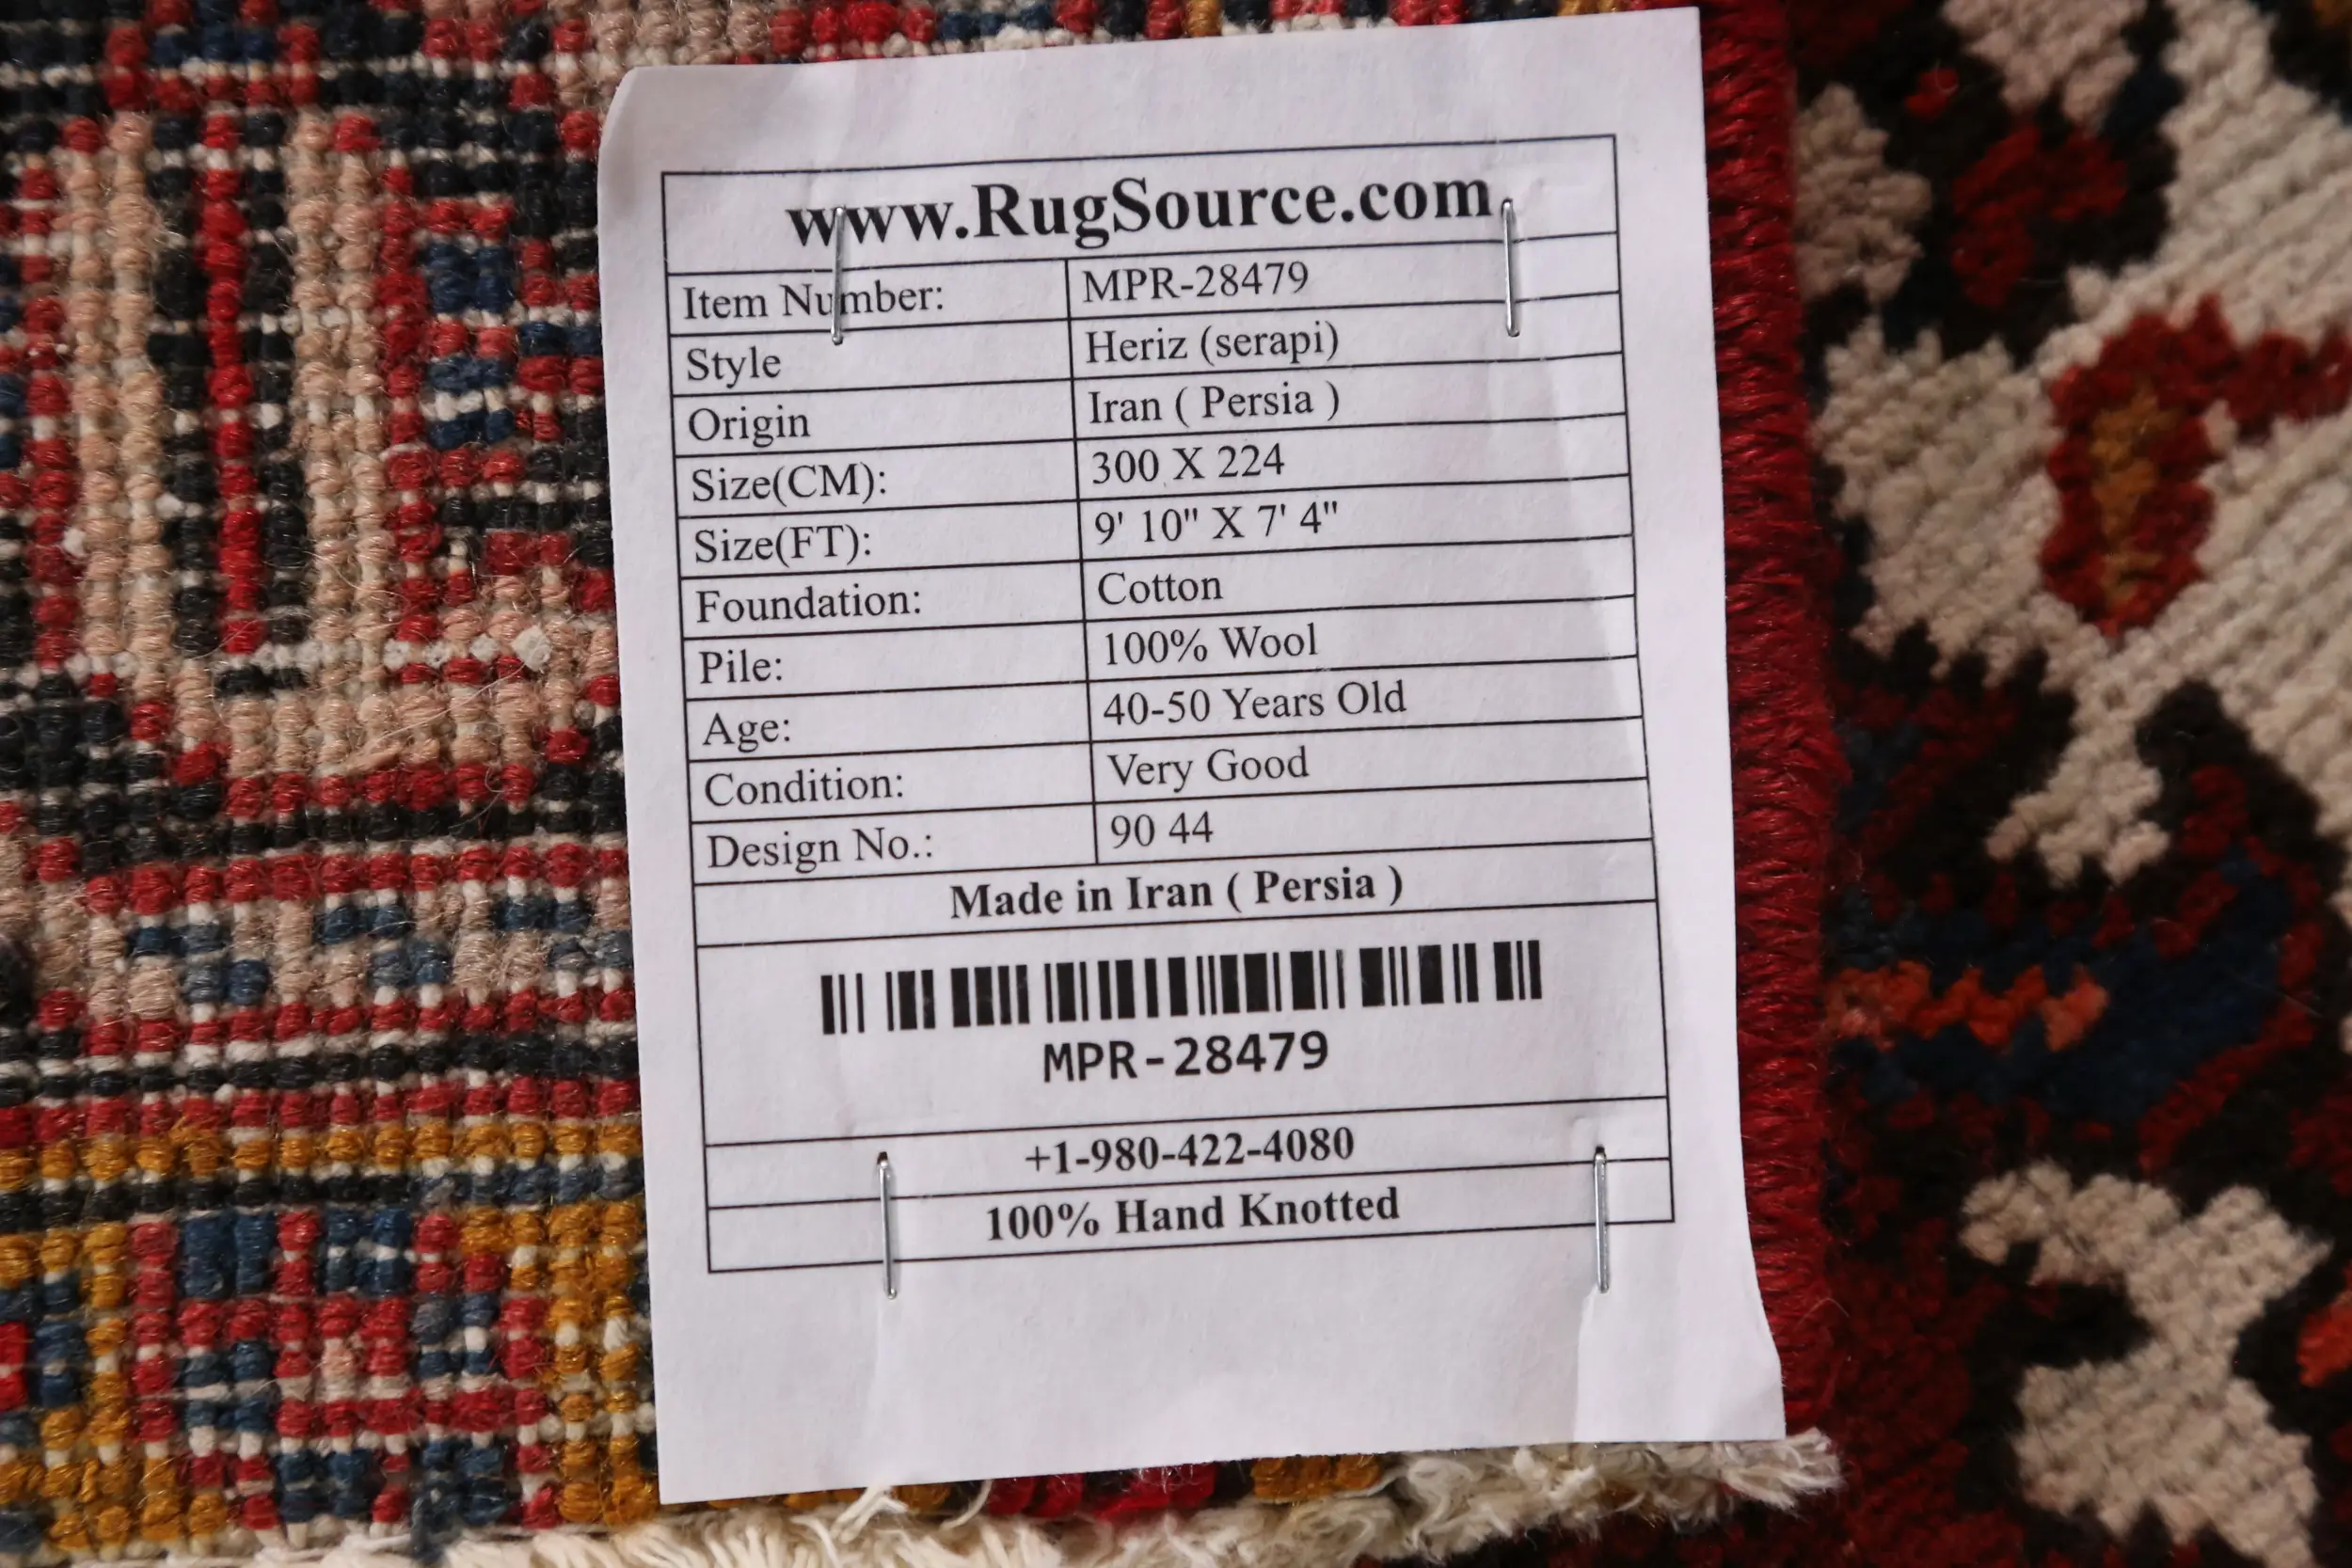 www.RugSource.com
Item Number: MPR-28479
Style Heriz (serapi)
Origin Iran ( Persia )
Size(CM): 300 X 224
Size(FT): 9' 10" X 7' 4"
Foundation: Cotton
Pile: 100% Wool
Age: 40-50 Years Old
Condition: Very Good
Design No.: 90 44
Made in Iran ( Persia )
MPR-28479
+1-980-422-4080
100% Hand Knotted